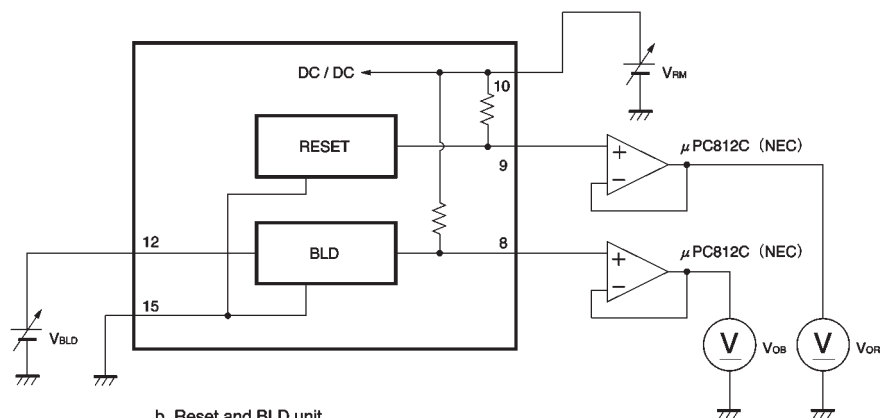 DC / DC
10
VRM
RESET
9
μPC812C (NEC)
12
BLD
8
μPC812C (NEC)
15
VBLD
V
VOB
V
VOR
b. Reset and BLD unit